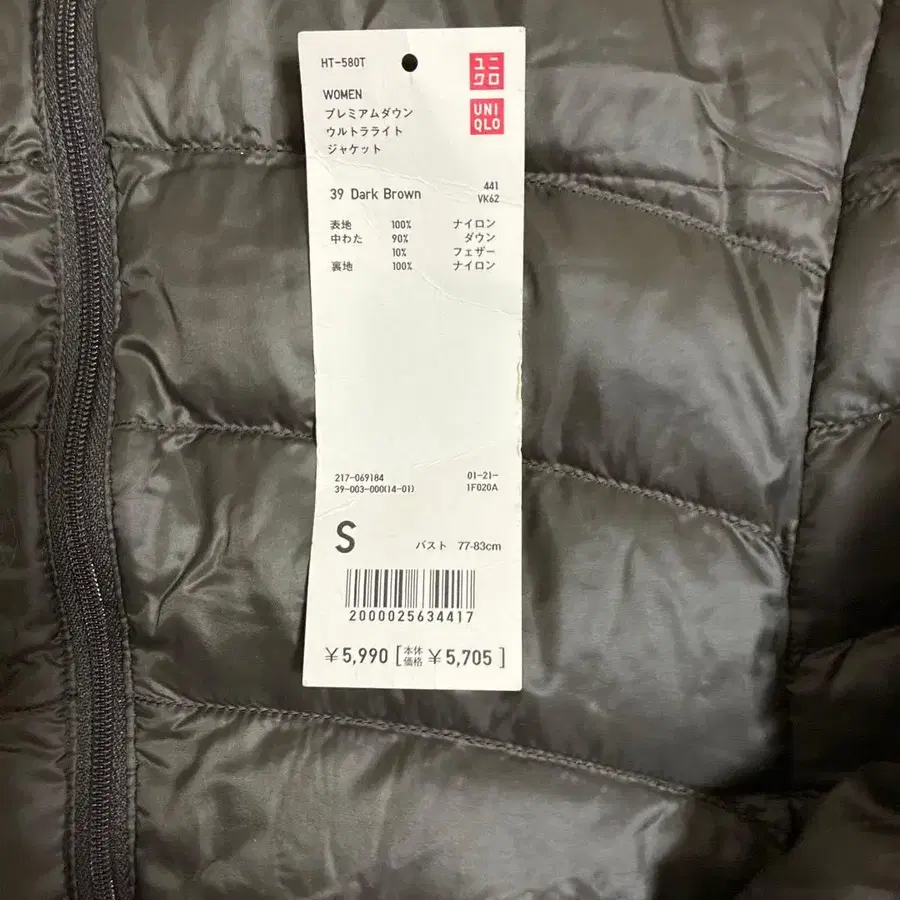 HT-580T
ユニ
クロ
UNI
QLO
WOMEN
プレミアムダウン
ウルトラライト
ジャケット
39 Dark Brown
441
VK62
表地 100% ナイロン
中わた 90% ダウン
10% フェザー
裏地 100% ナイロン
217-069184 01-21-
39-003-000(14-01) 1F020A
S バスト 77-83cm
2000025634417
¥5,990 [本体価格 ¥5,705]